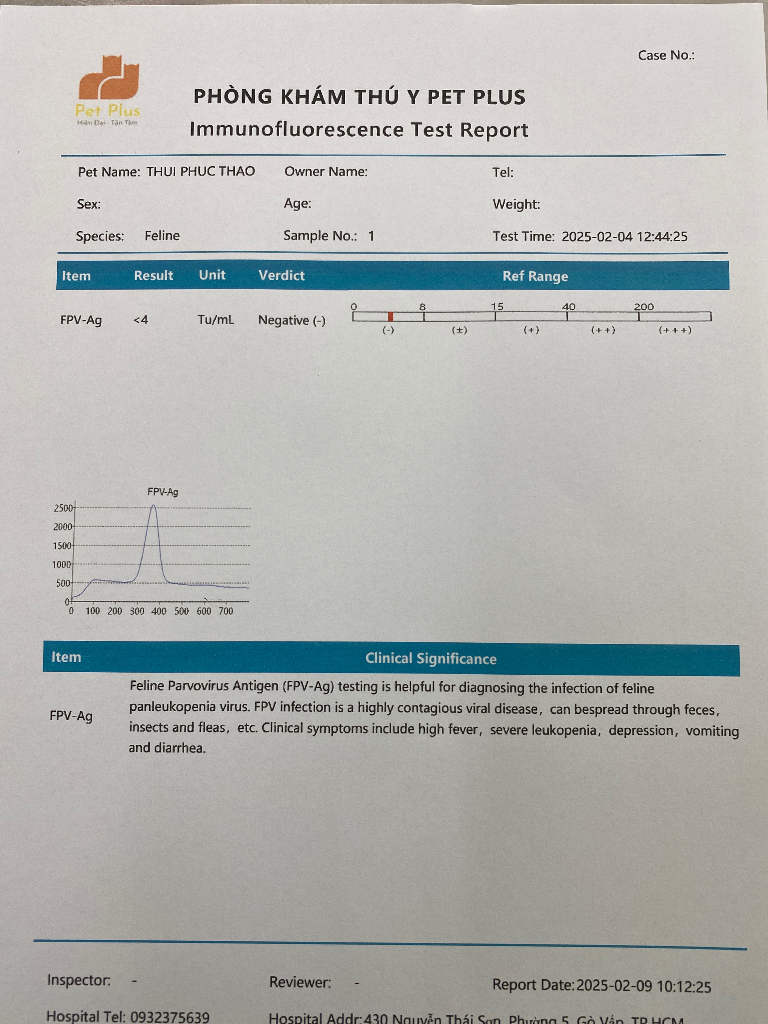 Case No.:
Pet Plus
Hiện Đại - Tận Tâm
PHÒNG KHÁM THÚ Y PET PLUS
Immunofluorescence Test Report
Pet Name: THUI PHUC THAO Owner Name: Tel:
Sex: Age: Weight:
Species: Feline Sample No.: 1 Test Time: 2025-02-04 12:44:25
Item Result Unit Verdict Ref Range
0 8 15 40 200
FPV-Ag <4 Tu/mL Negative (-)
(-) (±) (+) (++) (+++)
FPV-Ag
2500
2000
1500
1000
500
0
0 100 200 300 400 500 600 700
Item Clinical Significance
FPV-Ag
Feline Parvovirus Antigen (FPV-Ag) testing is helpful for diagnosing the infection of feline
panleukopenia virus. FPV infection is a highly contagious viral disease, can bespread through feces,
insects and fleas, etc. Clinical symptoms include high fever, severe leukopenia, depression, vomiting
and diarrhea.
Inspector: - Reviewer: - Report Date:2025-02-09 10:12:25
Hospital Tel: 0932375639 Hospital Addr:430 Nguyễn Thái Sơn, Phường 5, Gò Vấp, TP.HCM